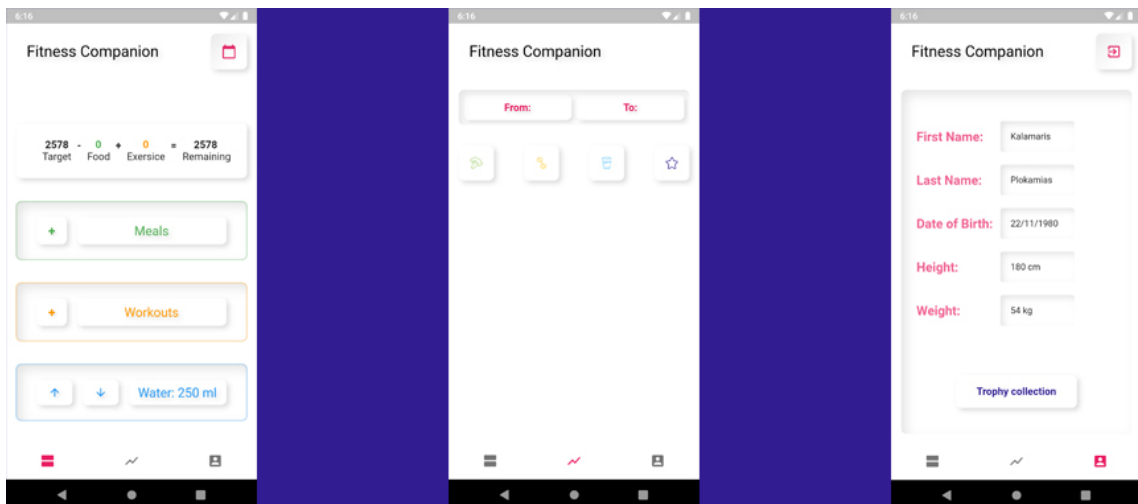 6:16
Fitness Companion
2578 - 0 + 0 = 2578
Target Food Exersice Remaining
+ Meals
+ Workouts
Water: 250 ml
6:16
Fitness Companion
From: To:
6:16
Fitness Companion
First Name: Kalamaris
Last Name: Plokamias
Date of Birth: 22/11/1980
Height: 180 cm
Weight: 54 kg
Trophy collection